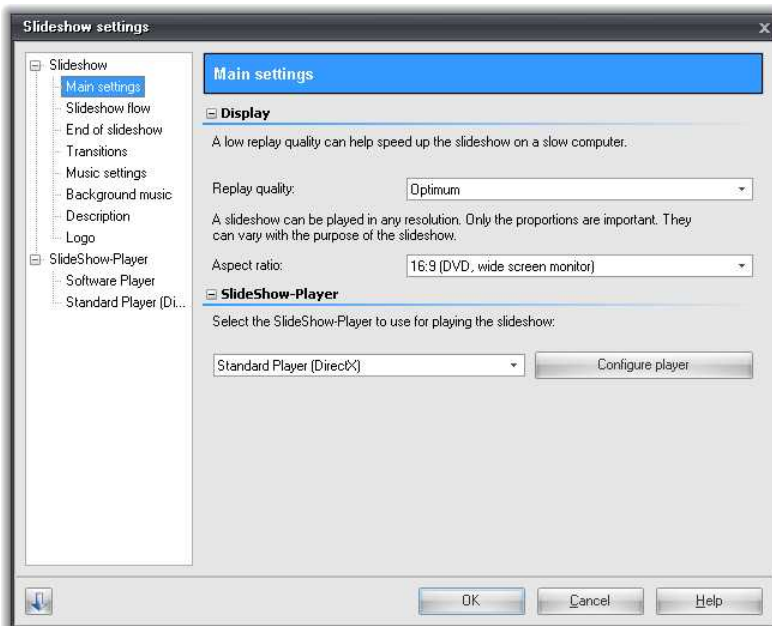 Slideshow settings
Slideshow
Main settings
Slideshow flow
End of slideshow
Transitions
Music settings
Background music
Description
Logo
SlideShow-Player
Software Player
Standard Player (Di...
Main settings
Display
A low replay quality can help speed up the slideshow on a slow computer.
Replay quality:
Optimum
A slideshow can be played in any resolution. Only the proportions are important. They
can vary with the purpose of the slideshow.
Aspect ratio:
16:9 (DVD, wide screen monitor)
SlideShow-Player
Select the SlideShow-Player to use for playing the slideshow:
Standard Player (DirectX)
Configure player
OK
Cancel
Help